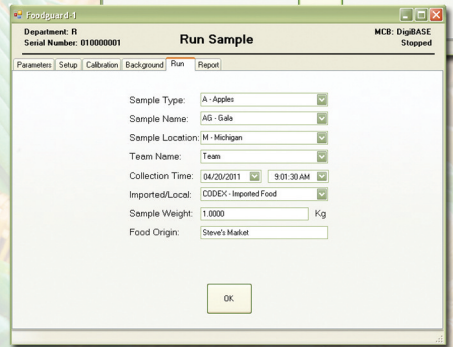 Foodguard-1
Department: R
Serial Number: 010000001
Run Sample
MCB: DigiBASE
Stopped
Parameters Setup Calibration Background Run Report
Sample Type: A - Apples
Sample Name: AG - Gala
Sample Location: M - Michigan
Team Name: Team
Collection Time: 04/20/2011 9:01:30 AM
Imported/Local: CODEX - Imported Food
Sample Weight: 1.0000 Kg
Food Origin: Steve's Market
OK